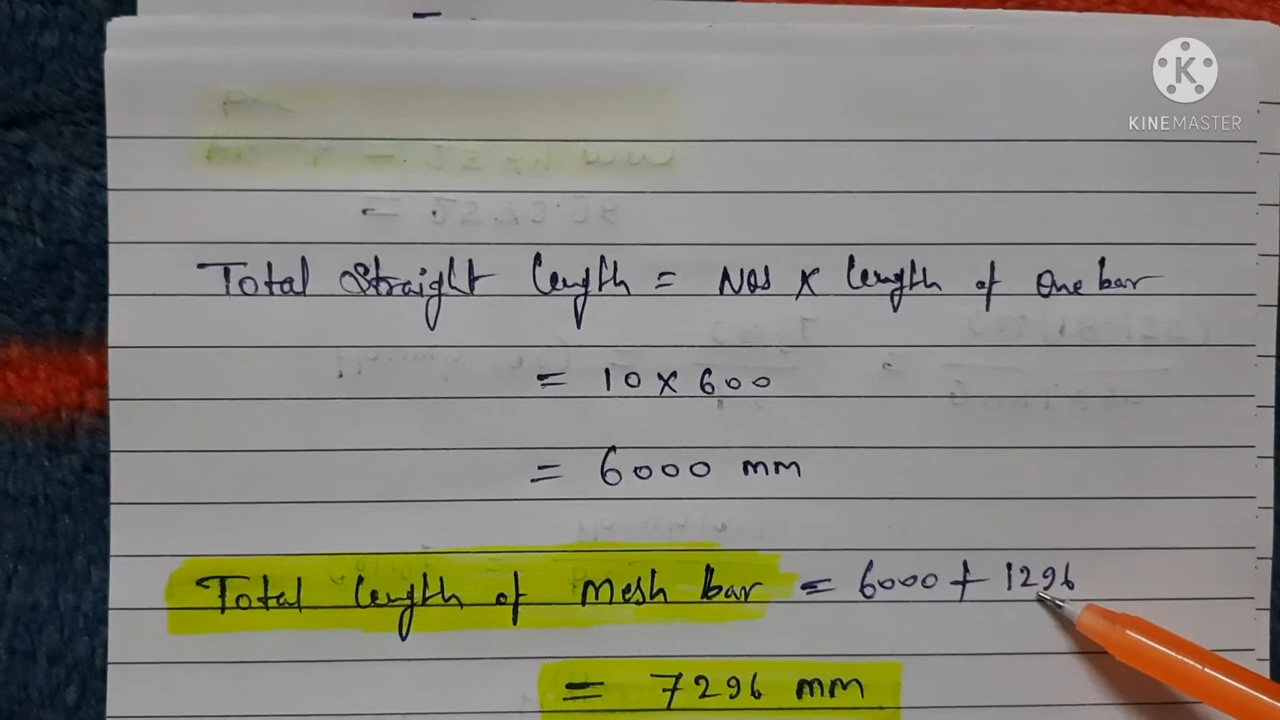 K
KINEMASTER
Total Straight length = Nos X length of one bar
= 10 x 600
= 6000 mm
Total length of mesh bar = 6000 + 1296
= 7296 mm